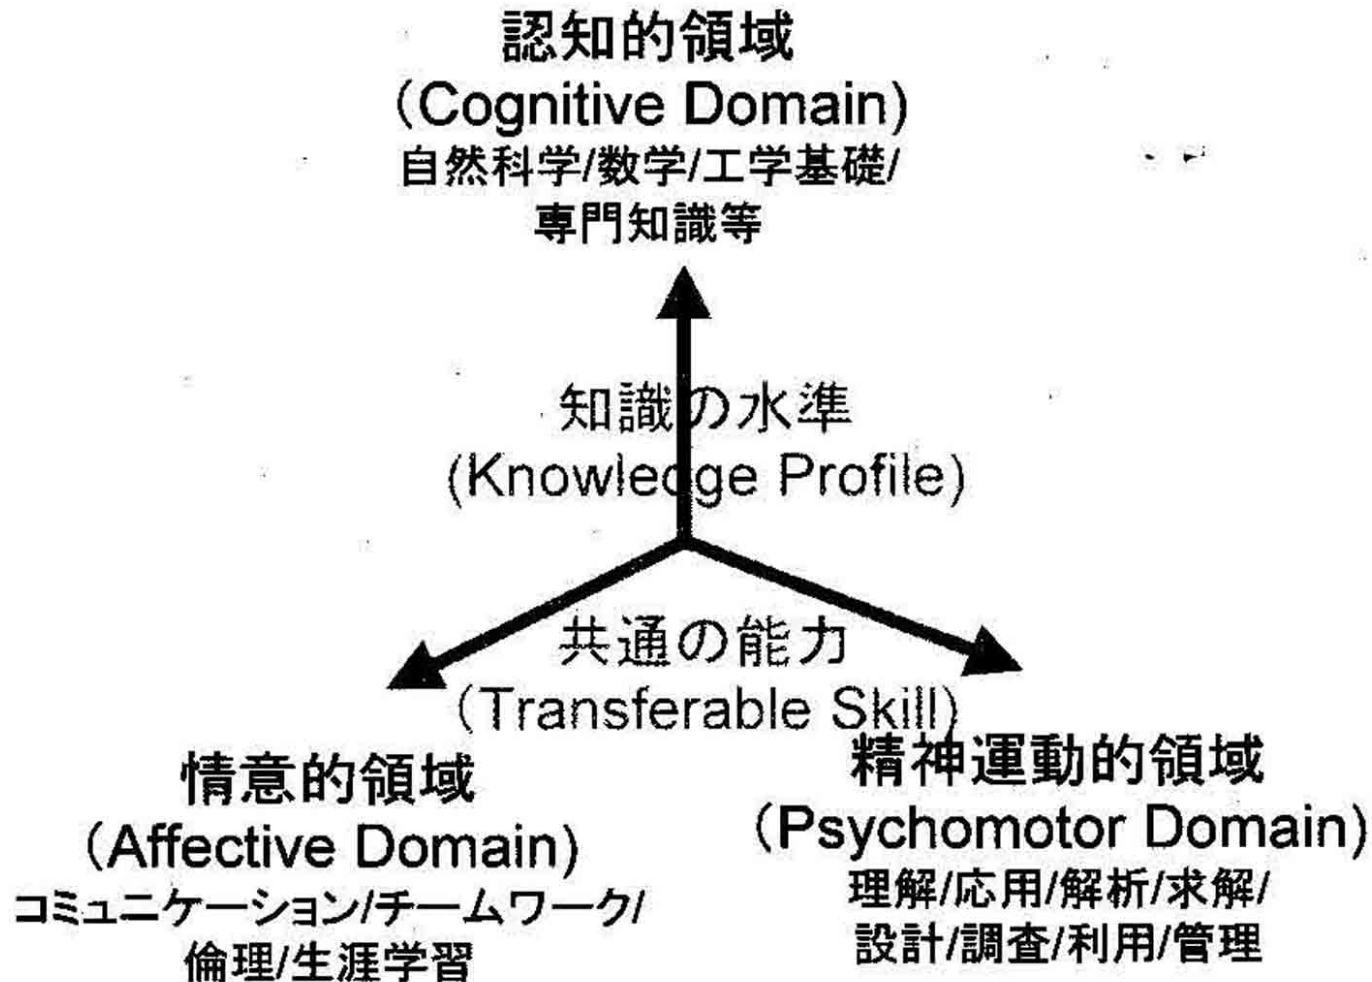 認知的領域
(Cognitive Domain)
自然科学/数学/工学基礎/
専門知識等
知識の水準
(Knowledge Profile)
共通の能力
(Transferable Skill)
情意的領域
(Affective Domain)
コミュニケーション/チームワーク/
倫理/生涯学習
精神運動的領域
(Psychomotor Domain)
理解/応用/解析/求解/
設計/調査/利用/管理